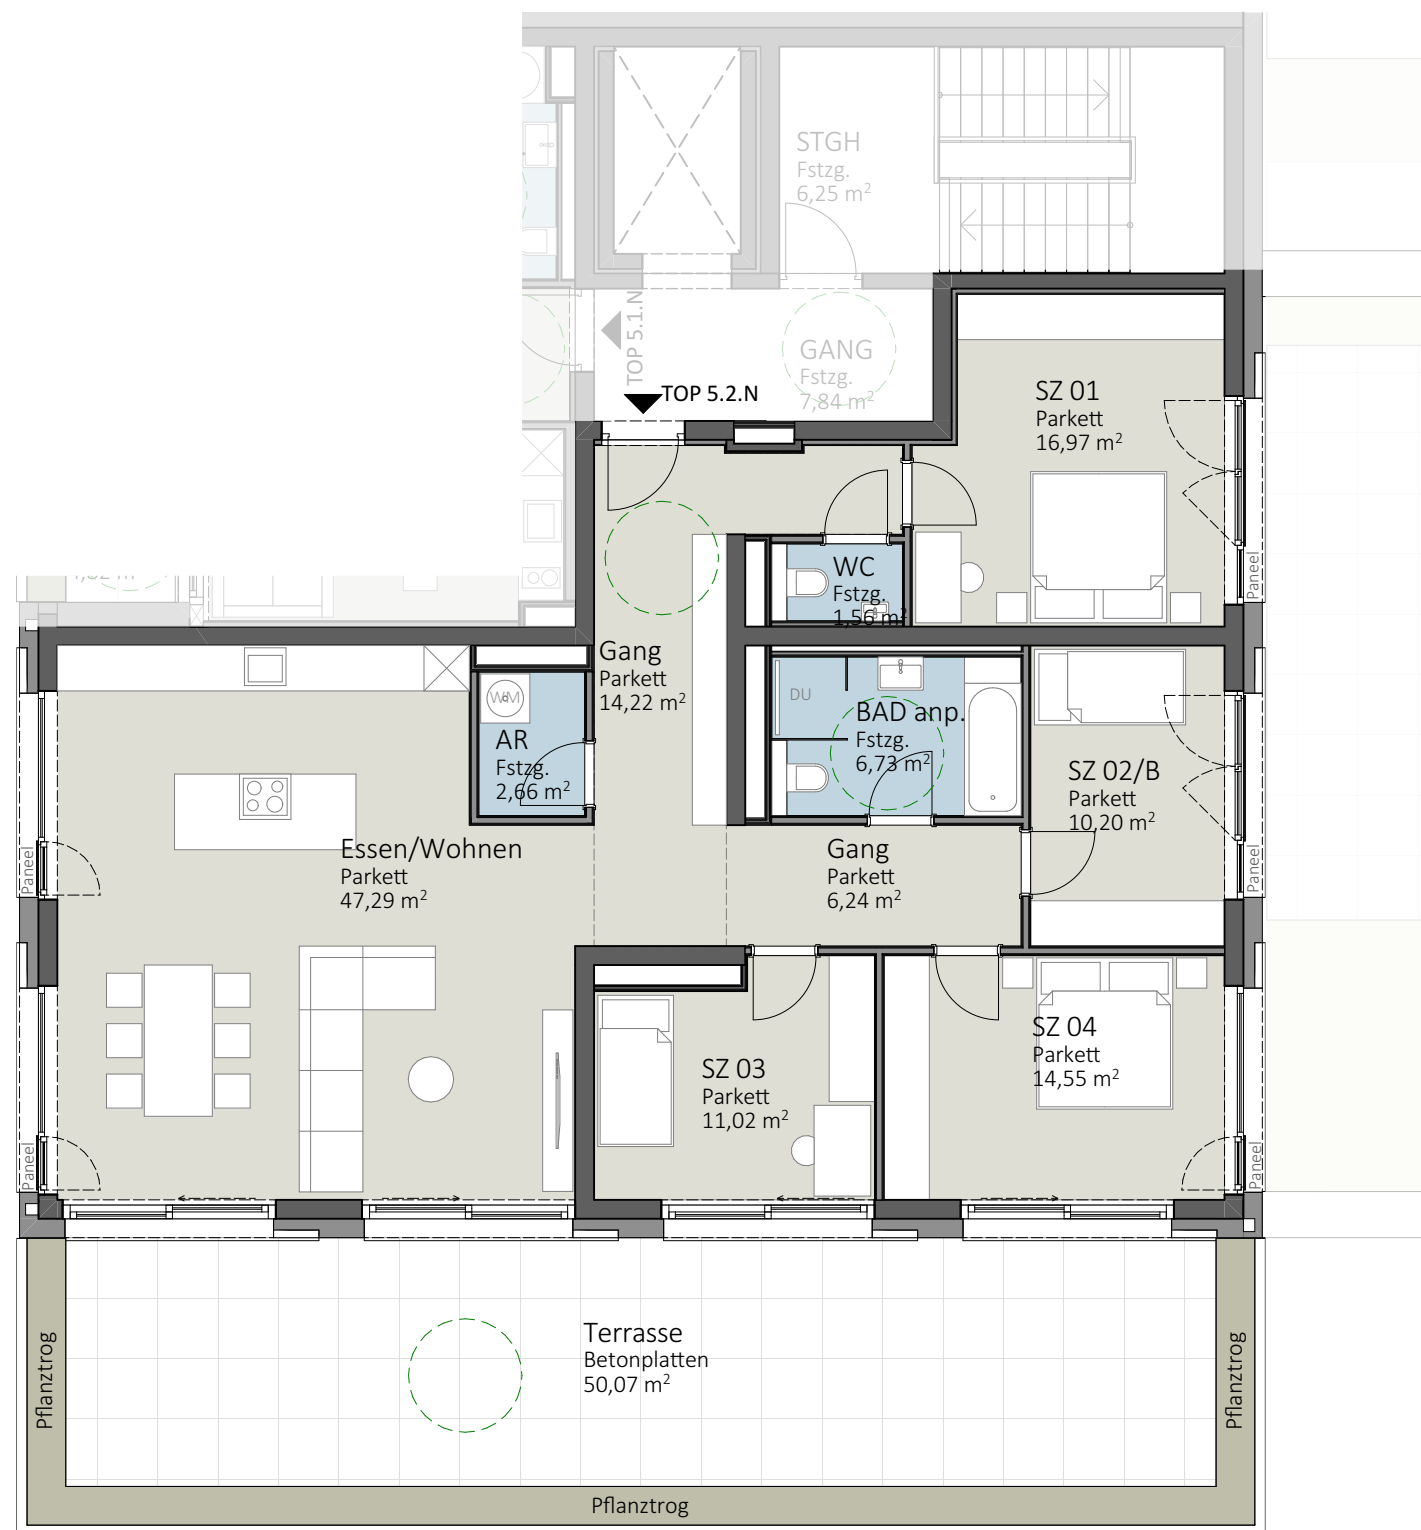 STGH
Fstzg.
6,25 m²
TOP 5.1.N
GANG
Fstzg.
7,84 m²
TOP 5.2.N
SZ 01
Parkett
16,97 m²
Paneel
WC
Fstzg.
1,56 m²
Gang
Parkett
14,22 m²
WM
AR
Fstzg.
2,66 m²
DU
BAD anp.
Fstzg.
6,73 m²
SZ 02/B
Parkett
10,20 m²
Paneel
Essen/Wohnen
Parkett
47,29 m²
Paneel
Gang
Parkett
6,24 m²
SZ 03
Parkett
11,02 m²
SZ 04
Parkett
14,55 m²
Paneel
Paneel
Terrasse
Betonplatten
50,07 m²
Pflanztrog
Pflanztrog
Pflanztrog